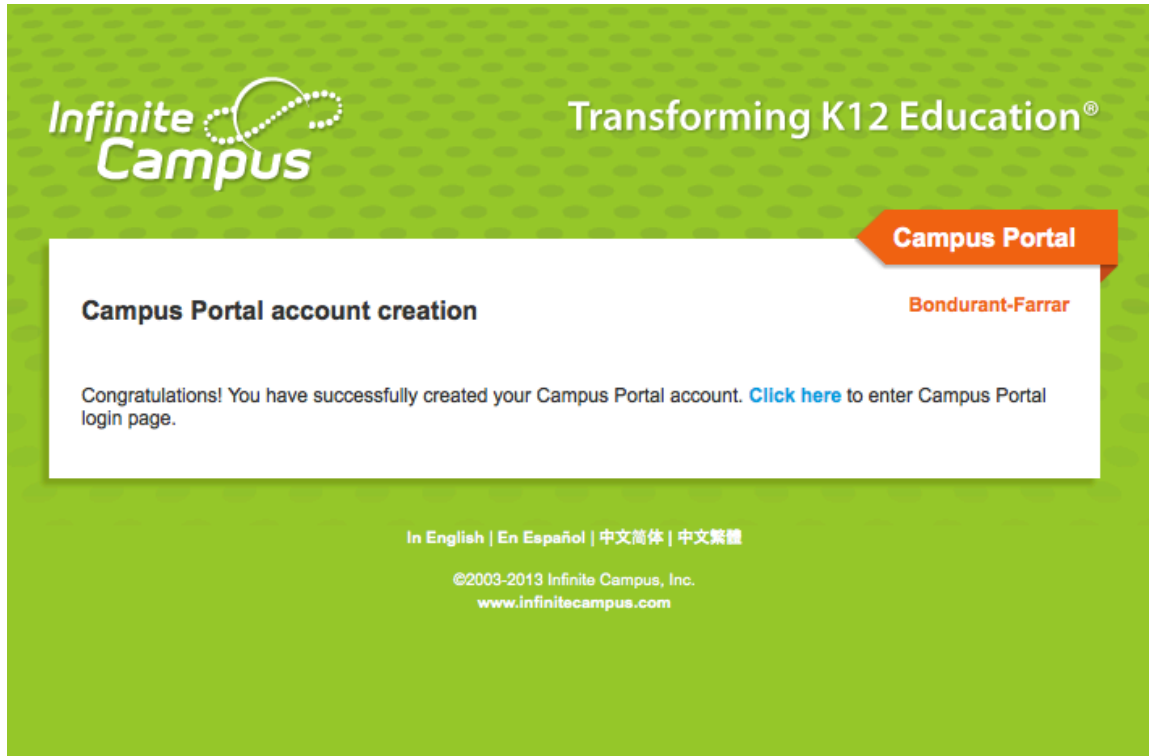 Infinite
Campus
Transforming K12 Education®
Campus Portal
Campus Portal account creation
Bondurant-Farrar
Congratulations! You have successfully created your Campus Portal account. Click here to enter Campus Portal
login page.
In English | En Español | 中文简体 | 中文繁體
©2003-2013 Infinite Campus, Inc.
www.infinitecampus.com